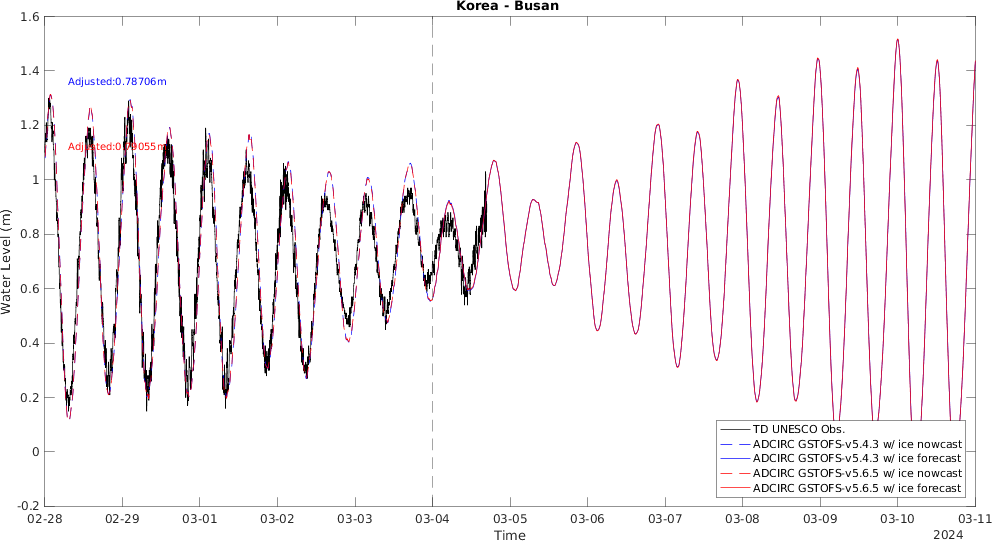 Korea - Busan
1.6
1.4
1.2
1
0.8
0.6
0.4
0.2
0
-0.2
Water Level (m)
Adjusted:0.78706m
TD UNESCO Obs.
ADCIRC GSTOFS-v5.4.3 w/ ice nowcast
ADCIRC GSTOFS-v5.4.3 w/ ice forecast
ADCIRC GSTOFS-v5.6.5 w/ ice nowcast
ADCIRC GSTOFS-v5.6.5 w/ ice forecast
02-28 02-29 03-01 03-02 03-03 03-04 03-05 03-06 03-07 03-08 03-09 03-10 03-11
Time
2024